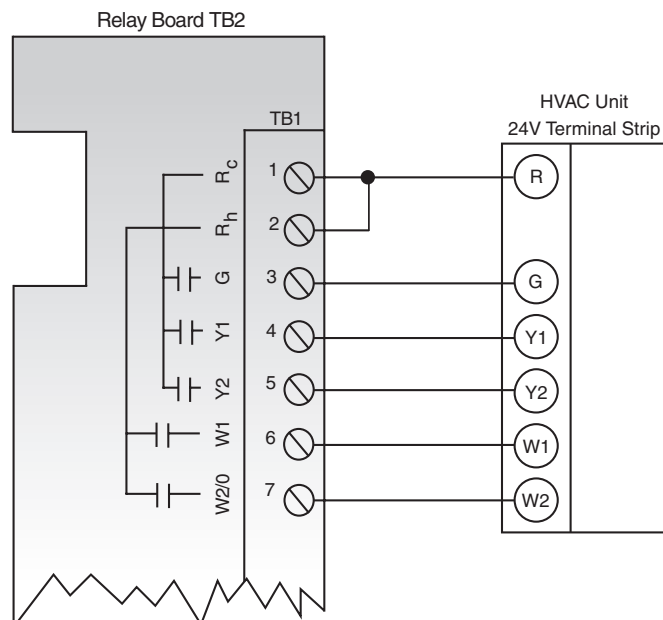 Relay Board TB2
TB1
HVAC Unit
24V Terminal Strip
Rc 1 R
Rh 2
G 3 G
Y1 4 Y1
Y2 5 Y2
W1 6 W1
W2/0 7 W2